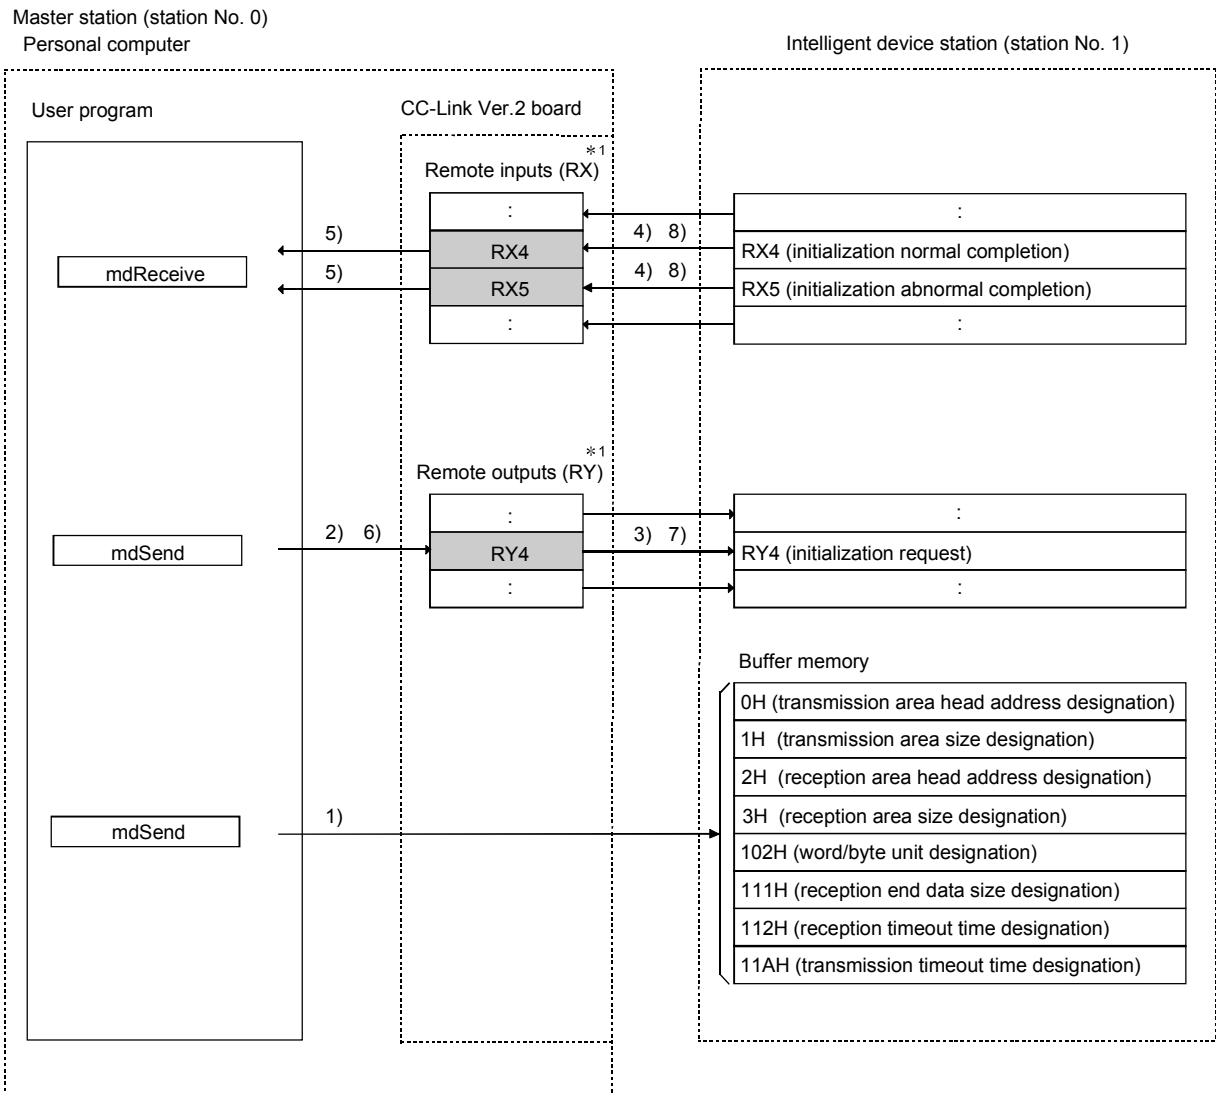 Master station (station No. 0)
Personal computer
Intelligent device station (station No. 1)
User program
CC-Link Ver.2 board
*1
Remote inputs (RX)
:
:
5)
4) 8)
RX4
RX4 (initialization normal completion)
mdReceive
5)
4) 8)
RX5
RX5 (initialization abnormal completion)
:
:
*1
Remote outputs (RY)
:
:
2) 6)
3) 7)
mdSend
RY4
RY4 (initialization request)
:
:
Buffer memory
0H (transmission area head address designation)
1H (transmission area size designation)
2H (reception area head address designation)
1)
3H (reception area size designation)
mdSend
102H (word/byte unit designation)
111H (reception end data size designation)
112H (reception timeout time designation)
11AH (transmission timeout time designation)